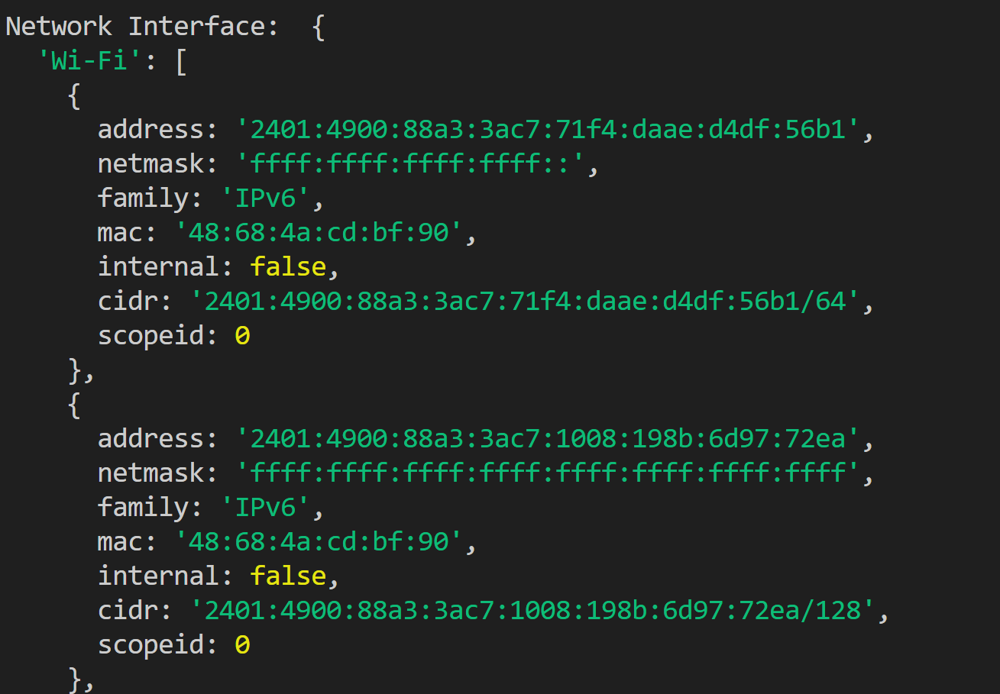 Network Interface:  {
  'Wi-Fi': [
    {
      address: '2401:4900:88a3:3ac7:71f4:daae:d4df:56b1',
      netmask: 'ffff:ffff:ffff:ffff::',
      family: 'IPv6',
      mac: '48:68:4a:cd:bf:90',
      internal: false,
      cidr: '2401:4900:88a3:3ac7:71f4:daae:d4df:56b1/64',
      scopeid: 0
    },
    {
      address: '2401:4900:88a3:3ac7:1008:198b:6d97:72ea',
      netmask: 'ffff:ffff:ffff:ffff:ffff:ffff:ffff:ffff',
      family: 'IPv6',
      mac: '48:68:4a:cd:bf:90',
      internal: false,
      cidr: '2401:4900:88a3:3ac7:1008:198b:6d97:72ea/128',
      scopeid: 0
    },